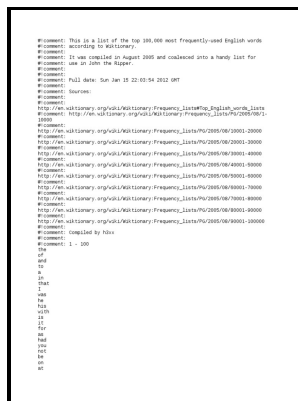 #!comment: This is a list of the top 100,000 most frequently-used English words
#!comment: according to Wiktionary.
#!comment:
#!comment: It was compiled in August 2005 and coalesced into a handy list for
#!comment: use in John the Ripper.
#!comment:
#!comment:
#!comment: Pull date: Sun Jan 15 22:03:54 2012 GMT
#!comment:
#!comment: Sources:
#!comment:
#!comment:
http://en.wiktionary.org/wiki/Wiktionary:Frequency_lists#Top_English_words_lists
#!comment: http://en.wiktionary.org/wiki/Wiktionary:Frequency_lists/PG/2005/08/1-
10000
#!comment:
http://en.wiktionary.org/wiki/Wiktionary:Frequency_lists/PG/2005/08/10001-20000
#!comment:
http://en.wiktionary.org/wiki/Wiktionary:Frequency_lists/PG/2005/08/20001-30000
#!comment:
http://en.wiktionary.org/wiki/Wiktionary:Frequency_lists/PG/2005/08/30001-40000
#!comment:
http://en.wiktionary.org/wiki/Wiktionary:Frequency_lists/PG/2005/08/40001-50000
#!comment:
http://en.wiktionary.org/wiki/Wiktionary:Frequency_lists/PG/2005/08/50001-60000
#!comment:
http://en.wiktionary.org/wiki/Wiktionary:Frequency_lists/PG/2005/08/60001-70000
#!comment:
http://en.wiktionary.org/wiki/Wiktionary:Frequency_lists/PG/2005/08/70001-80000
#!comment:
http://en.wiktionary.org/wiki/Wiktionary:Frequency_lists/PG/2005/08/80001-90000
#!comment:
http://en.wiktionary.org/wiki/Wiktionary:Frequency_lists/PG/2005/08/90001-100000
#!comment:
#!comment: Compiled by
#!comment:
#!comment: 1 - 100
the
of
and
to
a
in
that
I
was
he
his
with
is
it
for
as
had
you
not
be
on
at